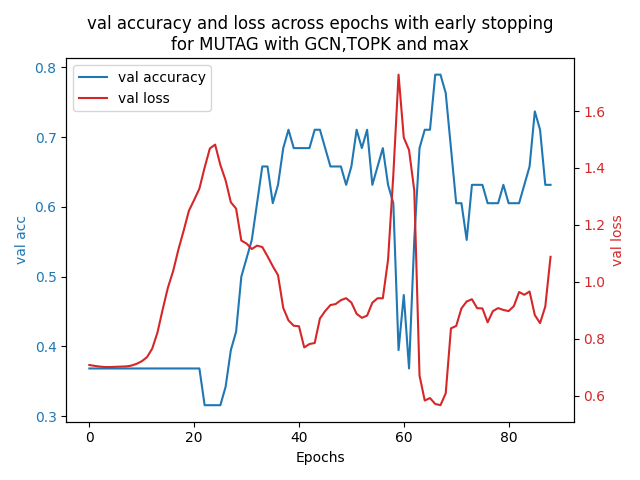 val accuracy and loss across epochs with early stopping
for MUTAG with GCN,TOPK and max
val accuracy
val loss
0.8
0.7
0.6
0.5
0.4
0.3
val acc
1.6
1.4
1.2
1.0
0.8
0.6
val loss
0
20
40
60
80
Epochs